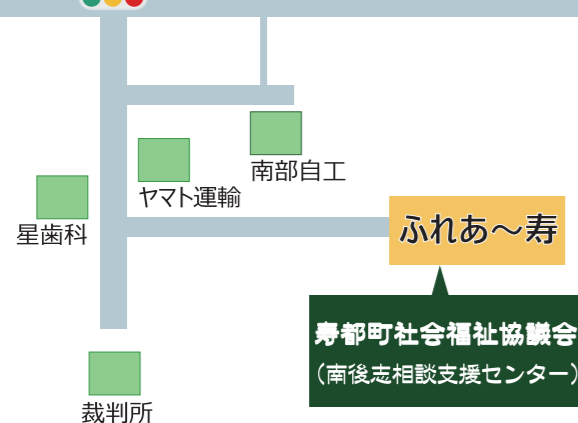 南部自工
ヤマト運輸
星歯科
ふれあ～寿
寿都町社会福祉協議会
（南後志相談支援センター）
裁判所